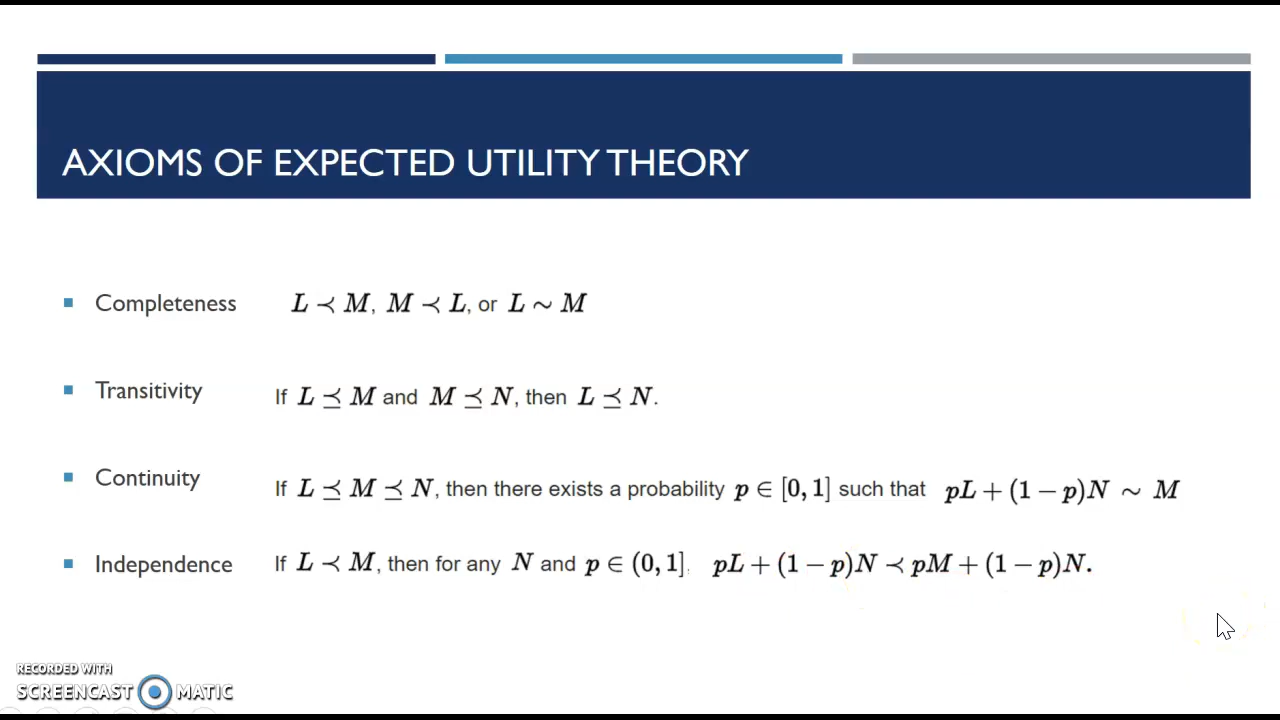 AXIOMS OF EXPECTED UTILITY THEORY
Completeness L ≺ M, M ≺ L, or L ∼ M
Transitivity If L ⪯ M and M ⪯ N, then L ⪯ N.
Continuity If L ⪯ M ⪯ N, then there exists a probability p ∈ [0, 1] such that pL + (1 − p)N ∼ M
Independence If L ≺ M, then for any N and p ∈ (0, 1], pL + (1 − p)N ≺ pM + (1 − p)N.
RECORDED WITH
SCREENCAST MATIC